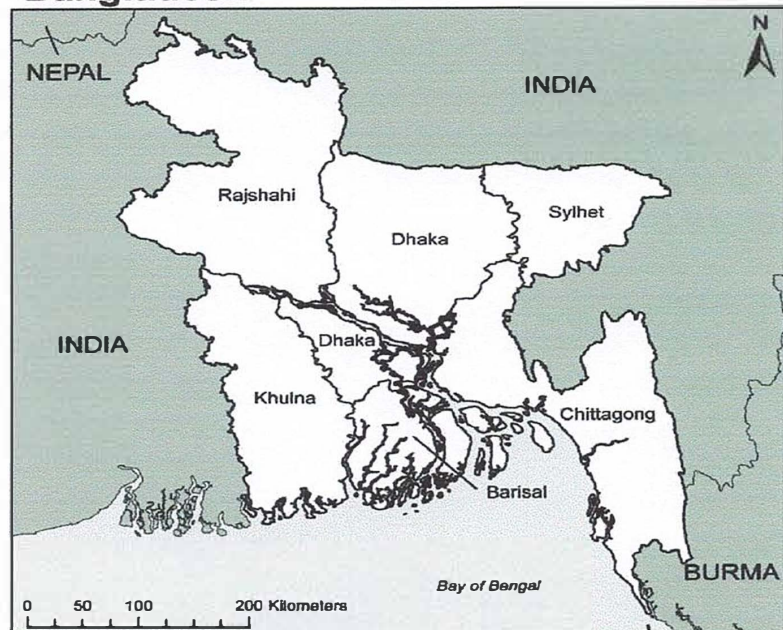 N
NEPAL
INDIA
Rajshahi
Sylhet
Dhaka
INDIA
Dhaka
Khulna
Chittagong
Barisal
BURMA
Bay of Bengal
0 50 100 200 Kilometers